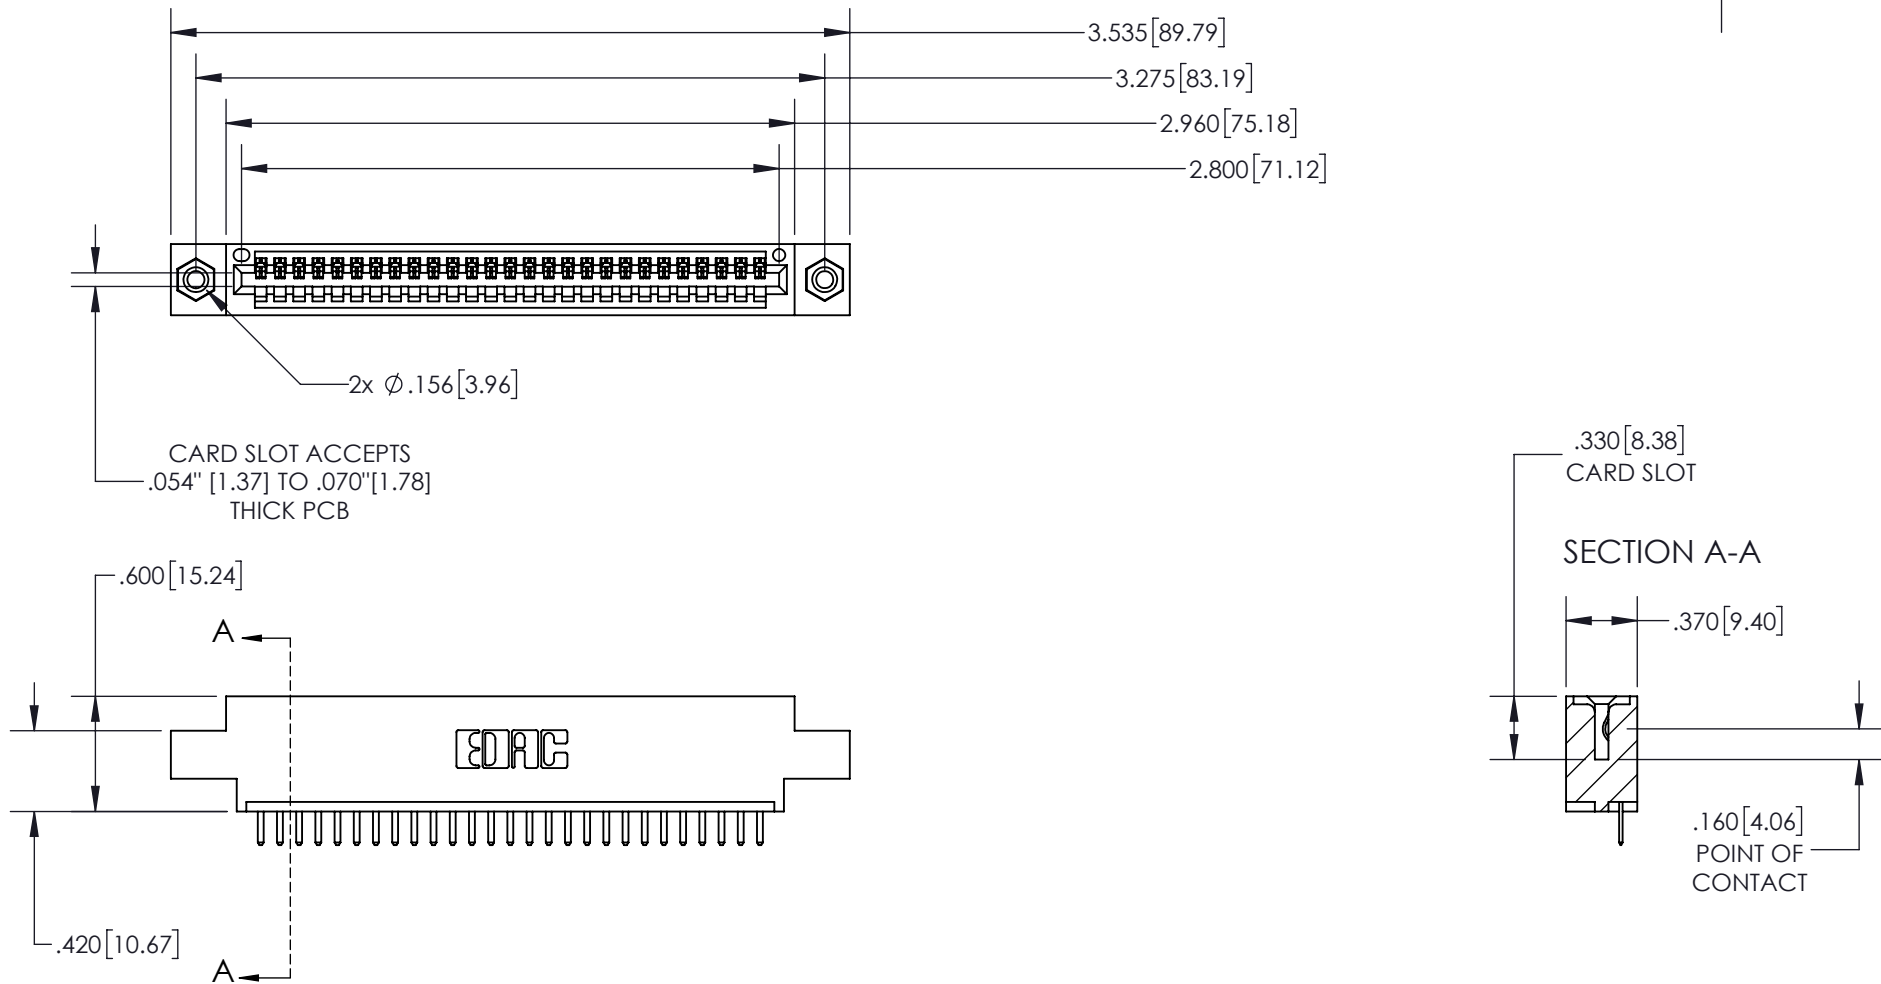 3.535[89.79]
3.275[83.19]
2.960[75.18]
2.800[71.12]
2x Ø.156[3.96]
CARD SLOT ACCEPTS
.054" [1.37] TO .070"[1.78]
THICK PCB
.330[8.38]
CARD SLOT
SECTION A-A
.600[15.24]
.370[9.40]
A
EDAC
.160[4.06]
POINT OF
CONTACT
.420[10.67]
A